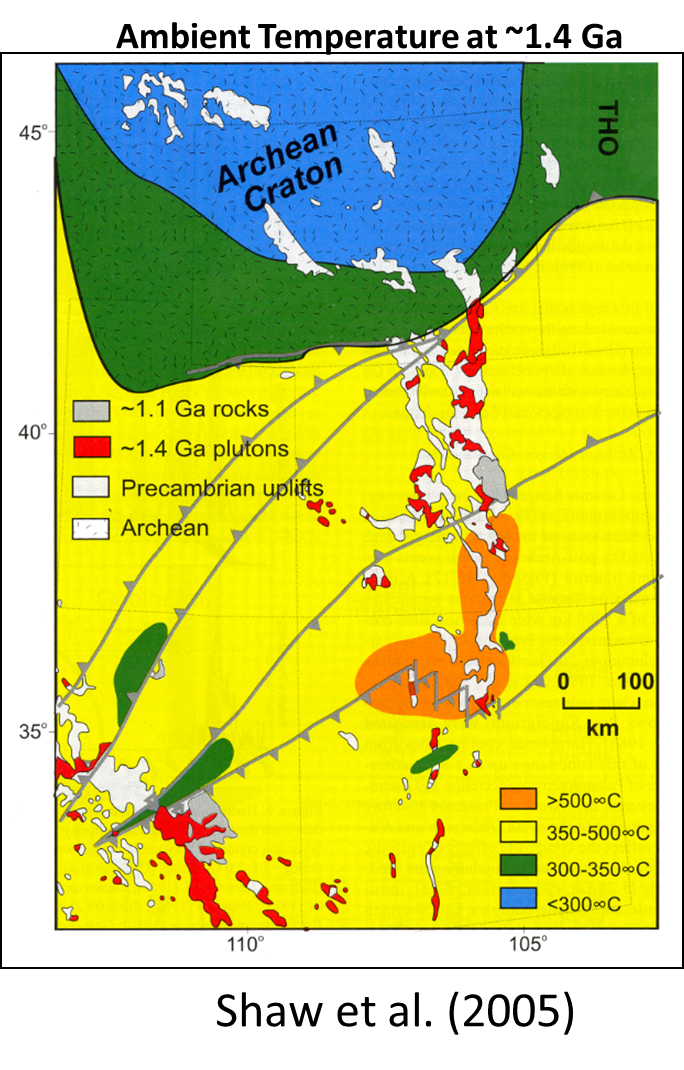 Ambient Temperature at ~1.4 Ga
45°
THO
Archean
Craton
~1.1 Ga rocks
40°
~1.4 Ga plutons
Precambrian uplifts
Archean
0 100
km
35°
>500∞C
350-500∞C
300-350∞C
<300∞C
110°
105°
Shaw et al. (2005)